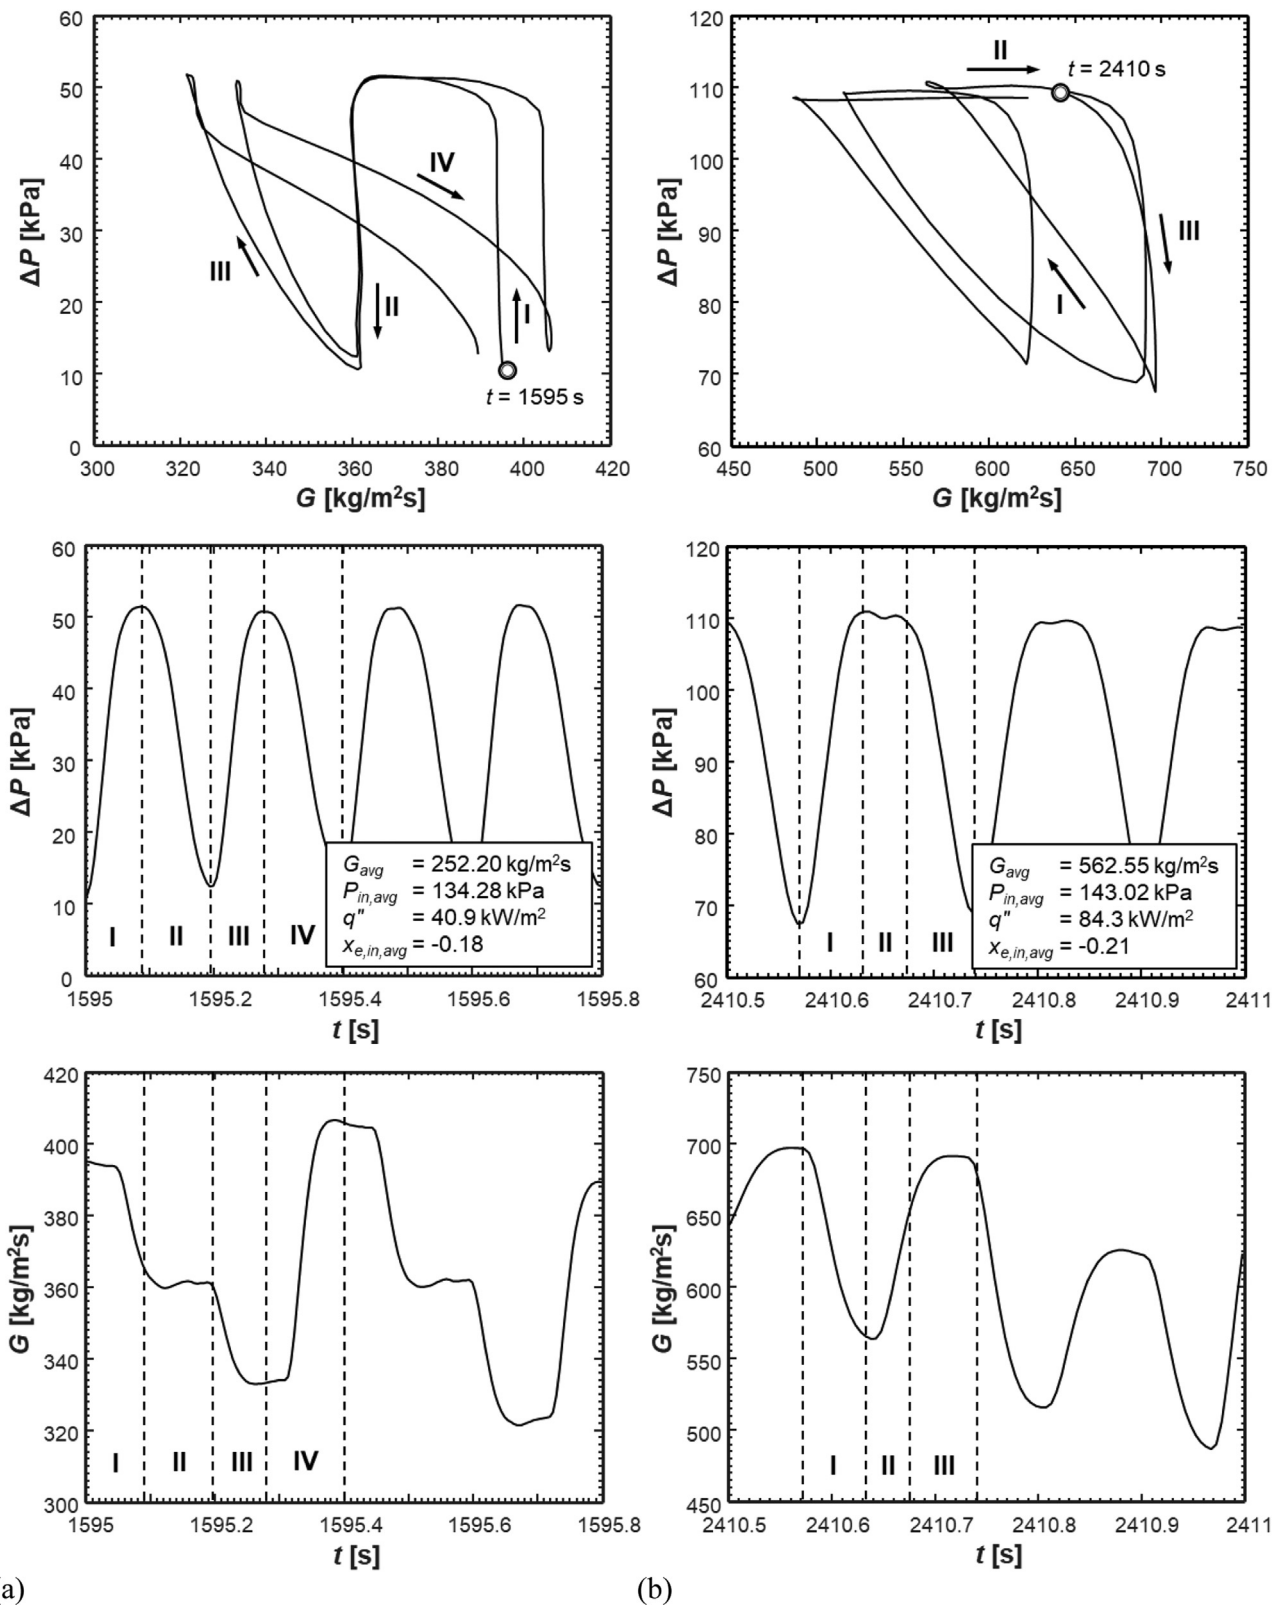 60
50
40
30
20
10
0
300
320
340
360
380
400
420
ΔP [kPa]
G [kg/m²s]
I
II
III
IV
t = 1595 s
120
110
100
90
80
70
60
450
500
550
600
650
700
750
ΔP [kPa]
G [kg/m²s]
II
t = 2410 s
III
I
60
50
40
30
20
10
0
1595
1595.2
1595.4
1595.6
1595.8
ΔP [kPa]
t [s]
I II III IV
G_avg = 252.20 kg/m²s
P_in,avg = 134.28 kPa
q" = 40.9 kW/m²
x_e,in,avg = -0.18
120
110
100
90
80
70
60
2410.5
2410.6
2410.7
2410.8
2410.9
2411
ΔP [kPa]
t [s]
I II III
G_avg = 562.55 kg/m²s
P_in,avg = 143.02 kPa
q" = 84.3 kW/m²
x_e,in,avg = -0.21
420
400
380
360
340
320
300
1595
1595.2
1595.4
1595.6
1595.8
G [kg/m²s]
t [s]
I II III IV
750
700
650
600
550
500
450
2410.5
2410.6
2410.7
2410.8
2410.9
2411
G [kg/m²s]
t [s]
I II III
a)
(b)